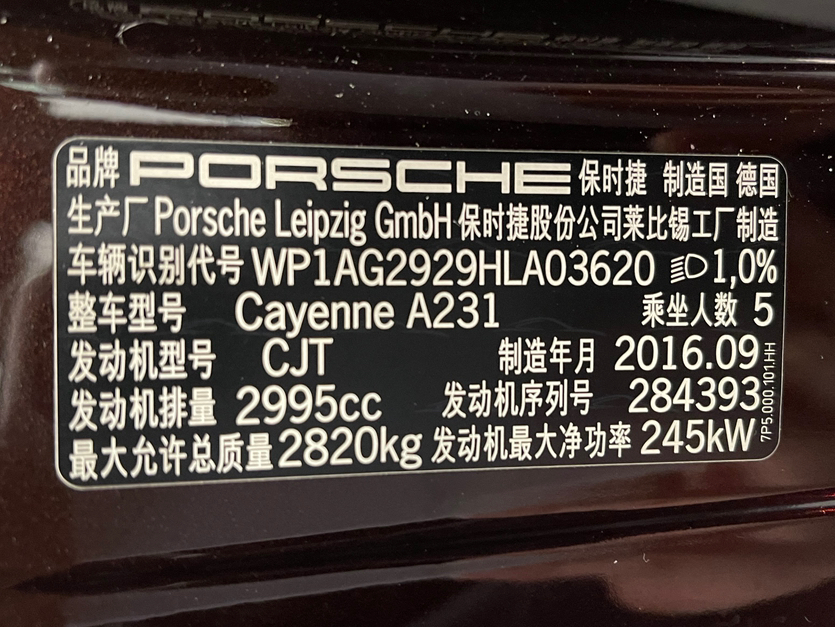 品牌 PORSCHE 保时捷 制造国 德国
生产厂 Porsche Leipzig GmbH 保时捷股份公司莱比锡工厂制造
车辆识别代号 WP1AG2929HLA03620 1,0%
整车型号 Cayenne A231 乘坐人数 5
发动机型号 CJT 制造年月 2016.09
发动机排量 2995cc 发动机序列号 284393
最大允许总质量 2820kg 发动机最大净功率 245kW
7P5.000.101.HH